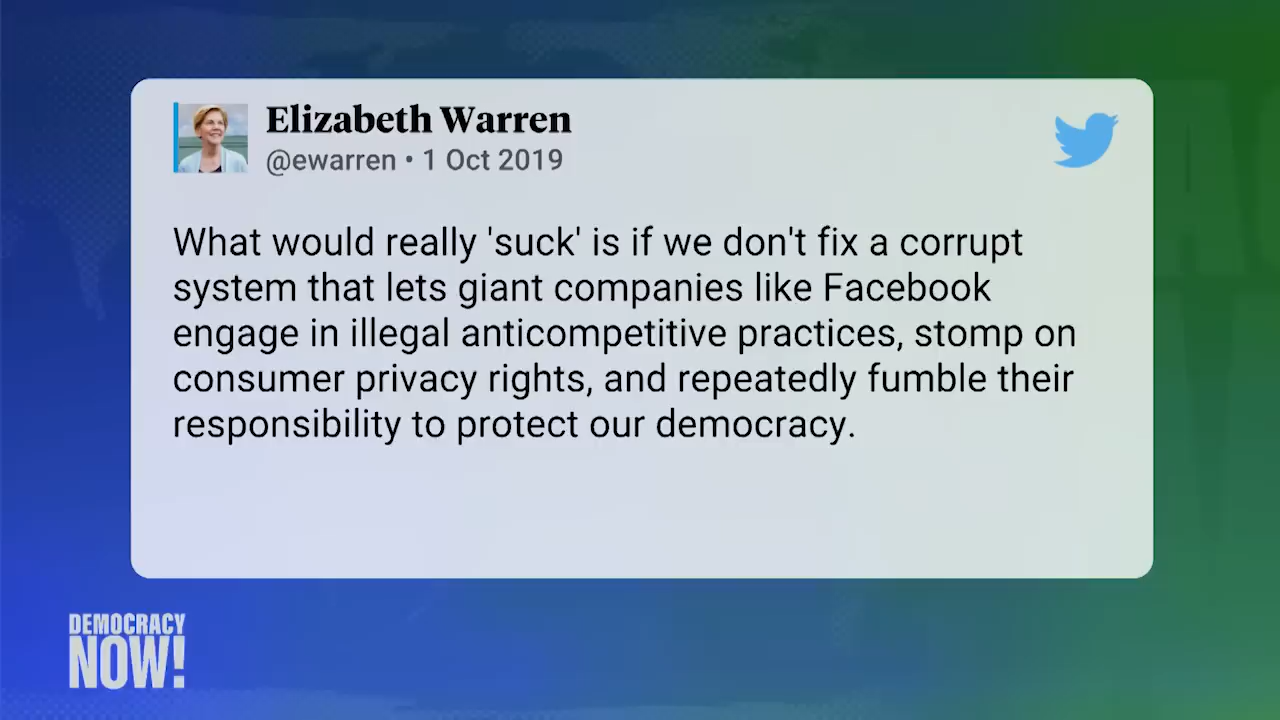 Elizabeth Warren
@ewarren • 1 Oct 2019
What would really 'suck' is if we don't fix a corrupt
system that lets giant companies like Facebook
engage in illegal anticompetitive practices, stomp on
consumer privacy rights, and repeatedly fumble their
responsibility to protect our democracy.
DEMOCRACY
NOW!